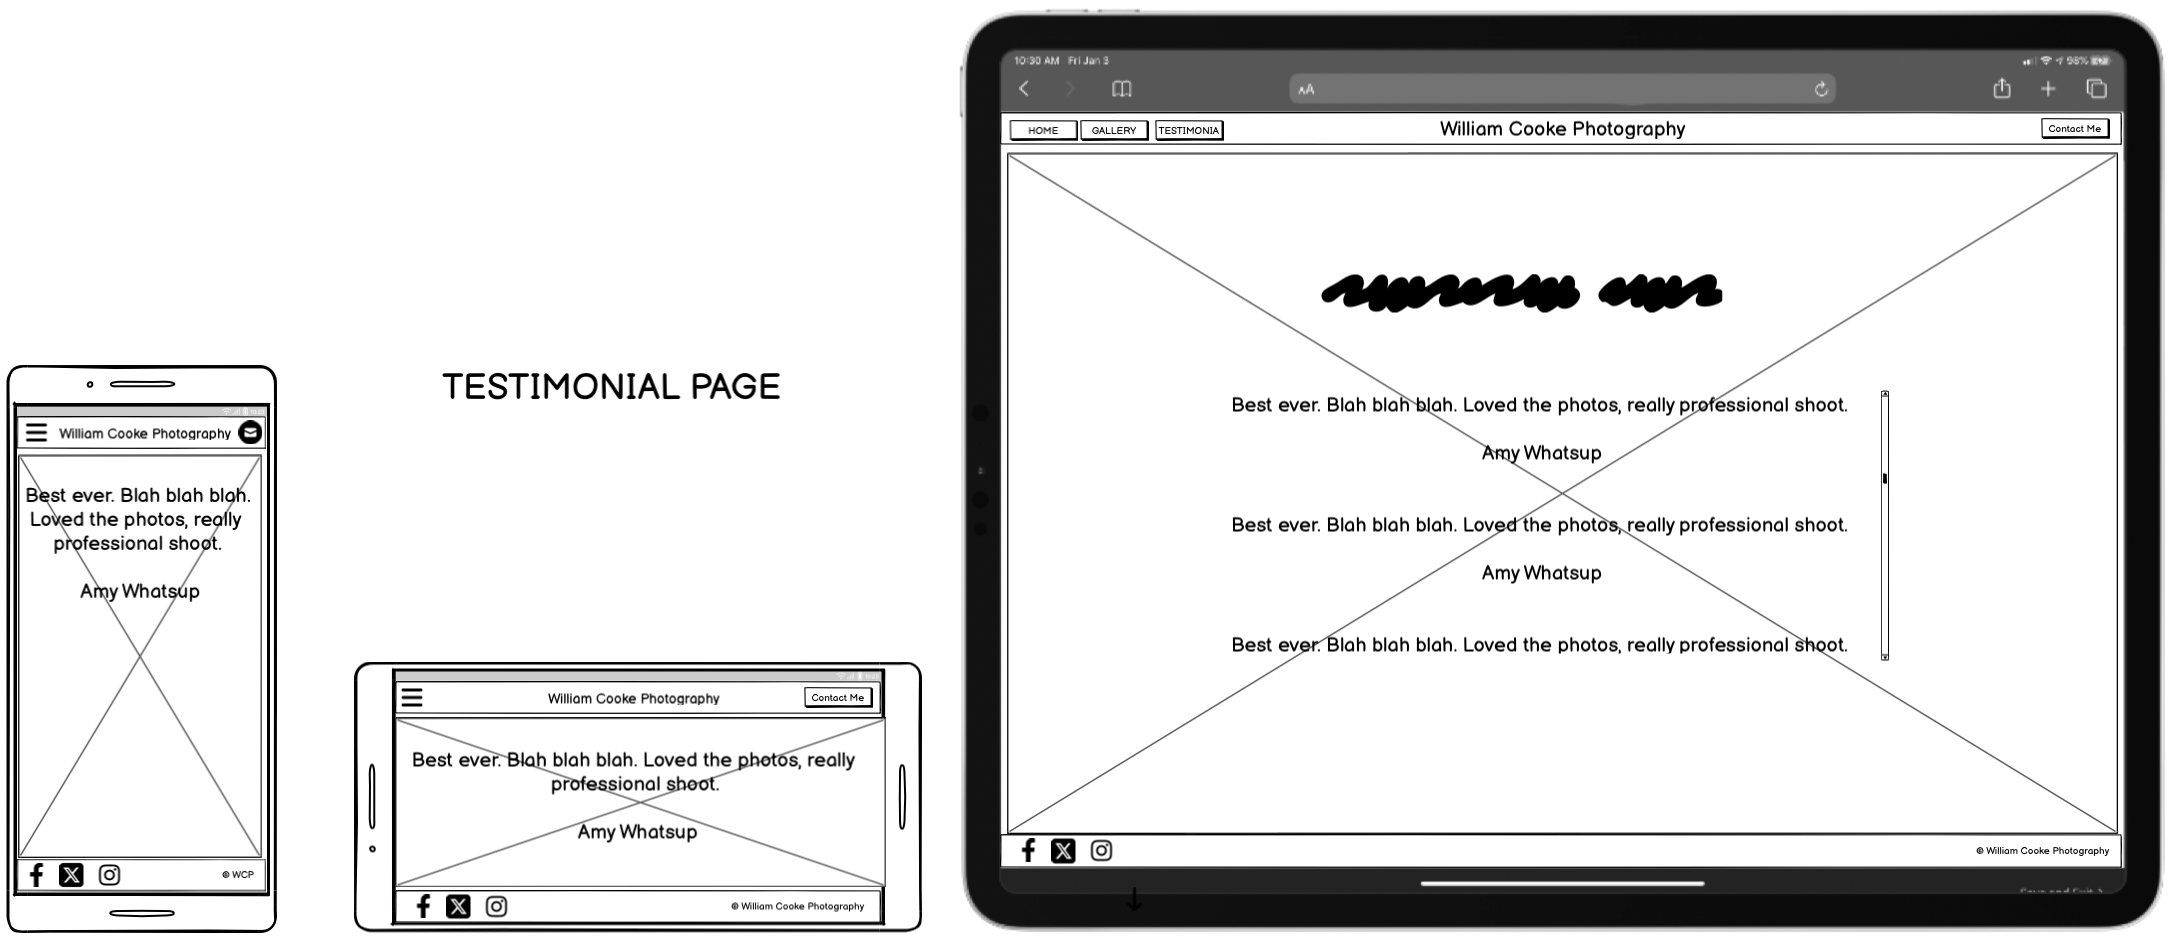 TESTIMONIAL PAGE
William Cooke Photography
Best ever. Blah blah blah.
Loved the photos, really
professional shoot.
Amy Whatsup
© WCP
William Cooke Photography
Contact Me
Best ever. Blah blah blah. Loved the photos, really
professional shoot.
Amy Whatsup
© William Cooke Photography
10:30 AM Fri Jan 3
98%
AA
HOME
GALLERY
TESTIMONIA
William Cooke Photography
Contact Me
Best ever. Blah blah blah. Loved the photos, really professional shoot.
Amy Whatsup
Best ever. Blah blah blah. Loved the photos, really professional shoot.
Amy Whatsup
Best ever. Blah blah blah. Loved the photos, really professional shoot.
© William Cooke Photography